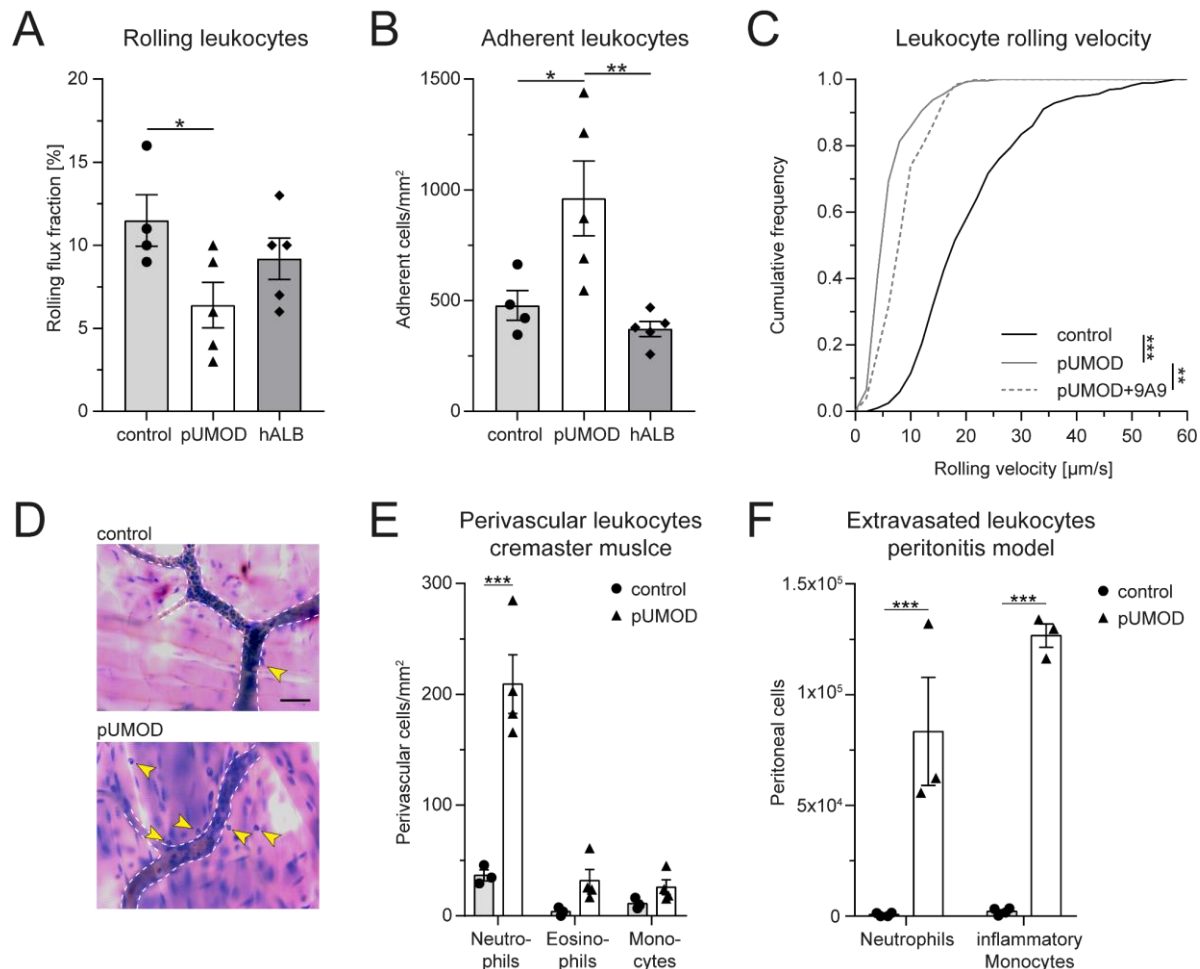 A
Rolling leukocytes
*
20
15
10
5
0
Rolling flux fraction [%]
control pUMOD hALB
B
Adherent leukocytes
* **
1500
1000
500
0
Adherent cells/mm²
control pUMOD hALB
C
Leukocyte rolling velocity
1.0
0.8
0.6
0.4
0.2
0.0
Cumulative frequency
control
pUMOD
pUMOD+9A9
***
**
0 10 20 30 40 50 60
Rolling velocity [µm/s]
D
control
pUMOD
E
Perivascular leukocytes
cremaster muslce
300
200
100
0
Perivascular cells/mm²
***
control
pUMOD
Neutro-
phils
Eosino-
phils
Mono-
cytes
F
Extravasated leukocytes
peritonitis model
1.5x10⁵
1x10⁵
5x10⁴
0
Peritoneal cells
*** ***
control
pUMOD
Neutrophils
inflammatory
Monocytes